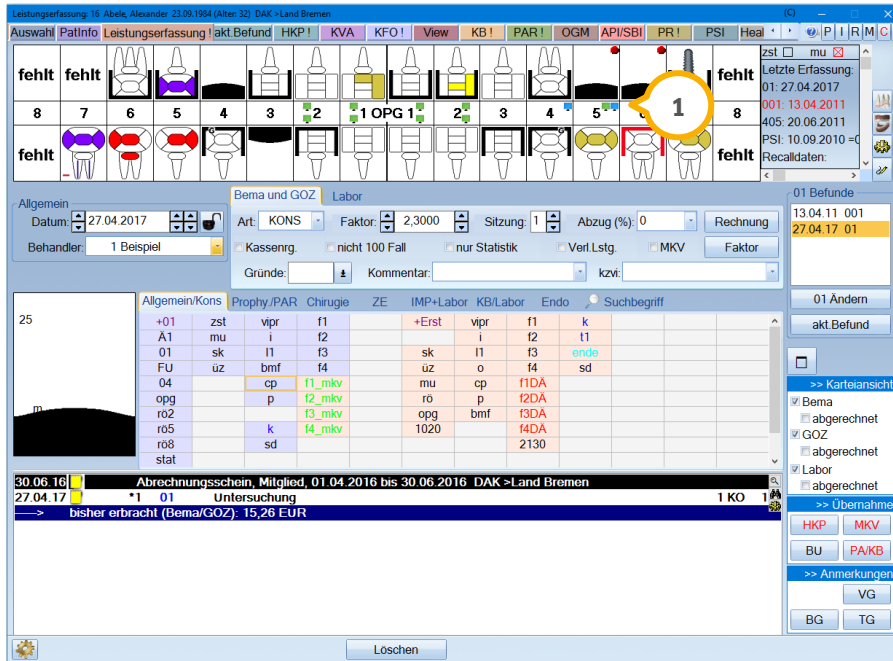 Leistungserfassung: 16 Abele, Alexander 23.09.1984 (Alter: 32) DAK >Land Bremen (C)
Auswahl PatInfo Leistungserfassung ! akt.Befund HKP ! KVA KFO ! View KB ! PAR ! OGM API/SBI PR ! PSI Heal P I R M C
zst mu
fehlt fehlt fehlt
Letzte Erfassung:
01: 27.04.2017
001: 13.04.2011
405: 20.06.2011
PSI: 10.09.2010 =0
Recalldaten:
8 7 6 5 4 3 2 1 OPG 1 2 3 4 5 8
1
fehlt fehlt
Allgemein
Datum: 27.04.2017
Behandler: 1 Beispiel
Bema und GOZ Labor
Art: KONS Faktor: 2,3000 Sitzung: 1 Abzug (%): 0 Rechnung
Kassenrg. nicht 100 Fall nur Statistik Verl.Lstg. MKV Faktor
Gründe: Kommentar: kzvi:
01 Befunde
13.04.11 001
27.04.17 01
01 Ändern
akt.Befund
25
m
Allgemein/Kons Prophy./PAR Chirugie ZE IMP+Labor KB/Labor Endo Suchbegriff
+01 zst vipr f1 +Erst vipr f1 k
Ä1 mu i f2 i f2 t1
01 sk l1 f3 sk l1 f3 ende
FU üz bmf f4 üz o f4 sd
04 cp f1_mkv mu cp f1DÄ
opg p f2_mkv rö p f2DÄ
rö2 f3_mkv opg bmf f3DÄ
rö5 k f4_mkv 1020 f4DÄ
rö8 sd 2130
stat
>> Karteiansicht
Bema
abgerechnet
GOZ
abgerechnet
Labor
abgerechnet
>> Übernahme
HKP MKV
BU PA/KB
>> Anmerkungen
VG
BG TG
30.06.16 Abrechnungsschein, Mitglied, 01.04.2016 bis 30.06.2016 DAK >Land Bremen
27.04.17 *1 01 Untersuchung 1 KO 1
----> bisher erbracht (Bema/GOZ): 15,26 EUR
Löschen